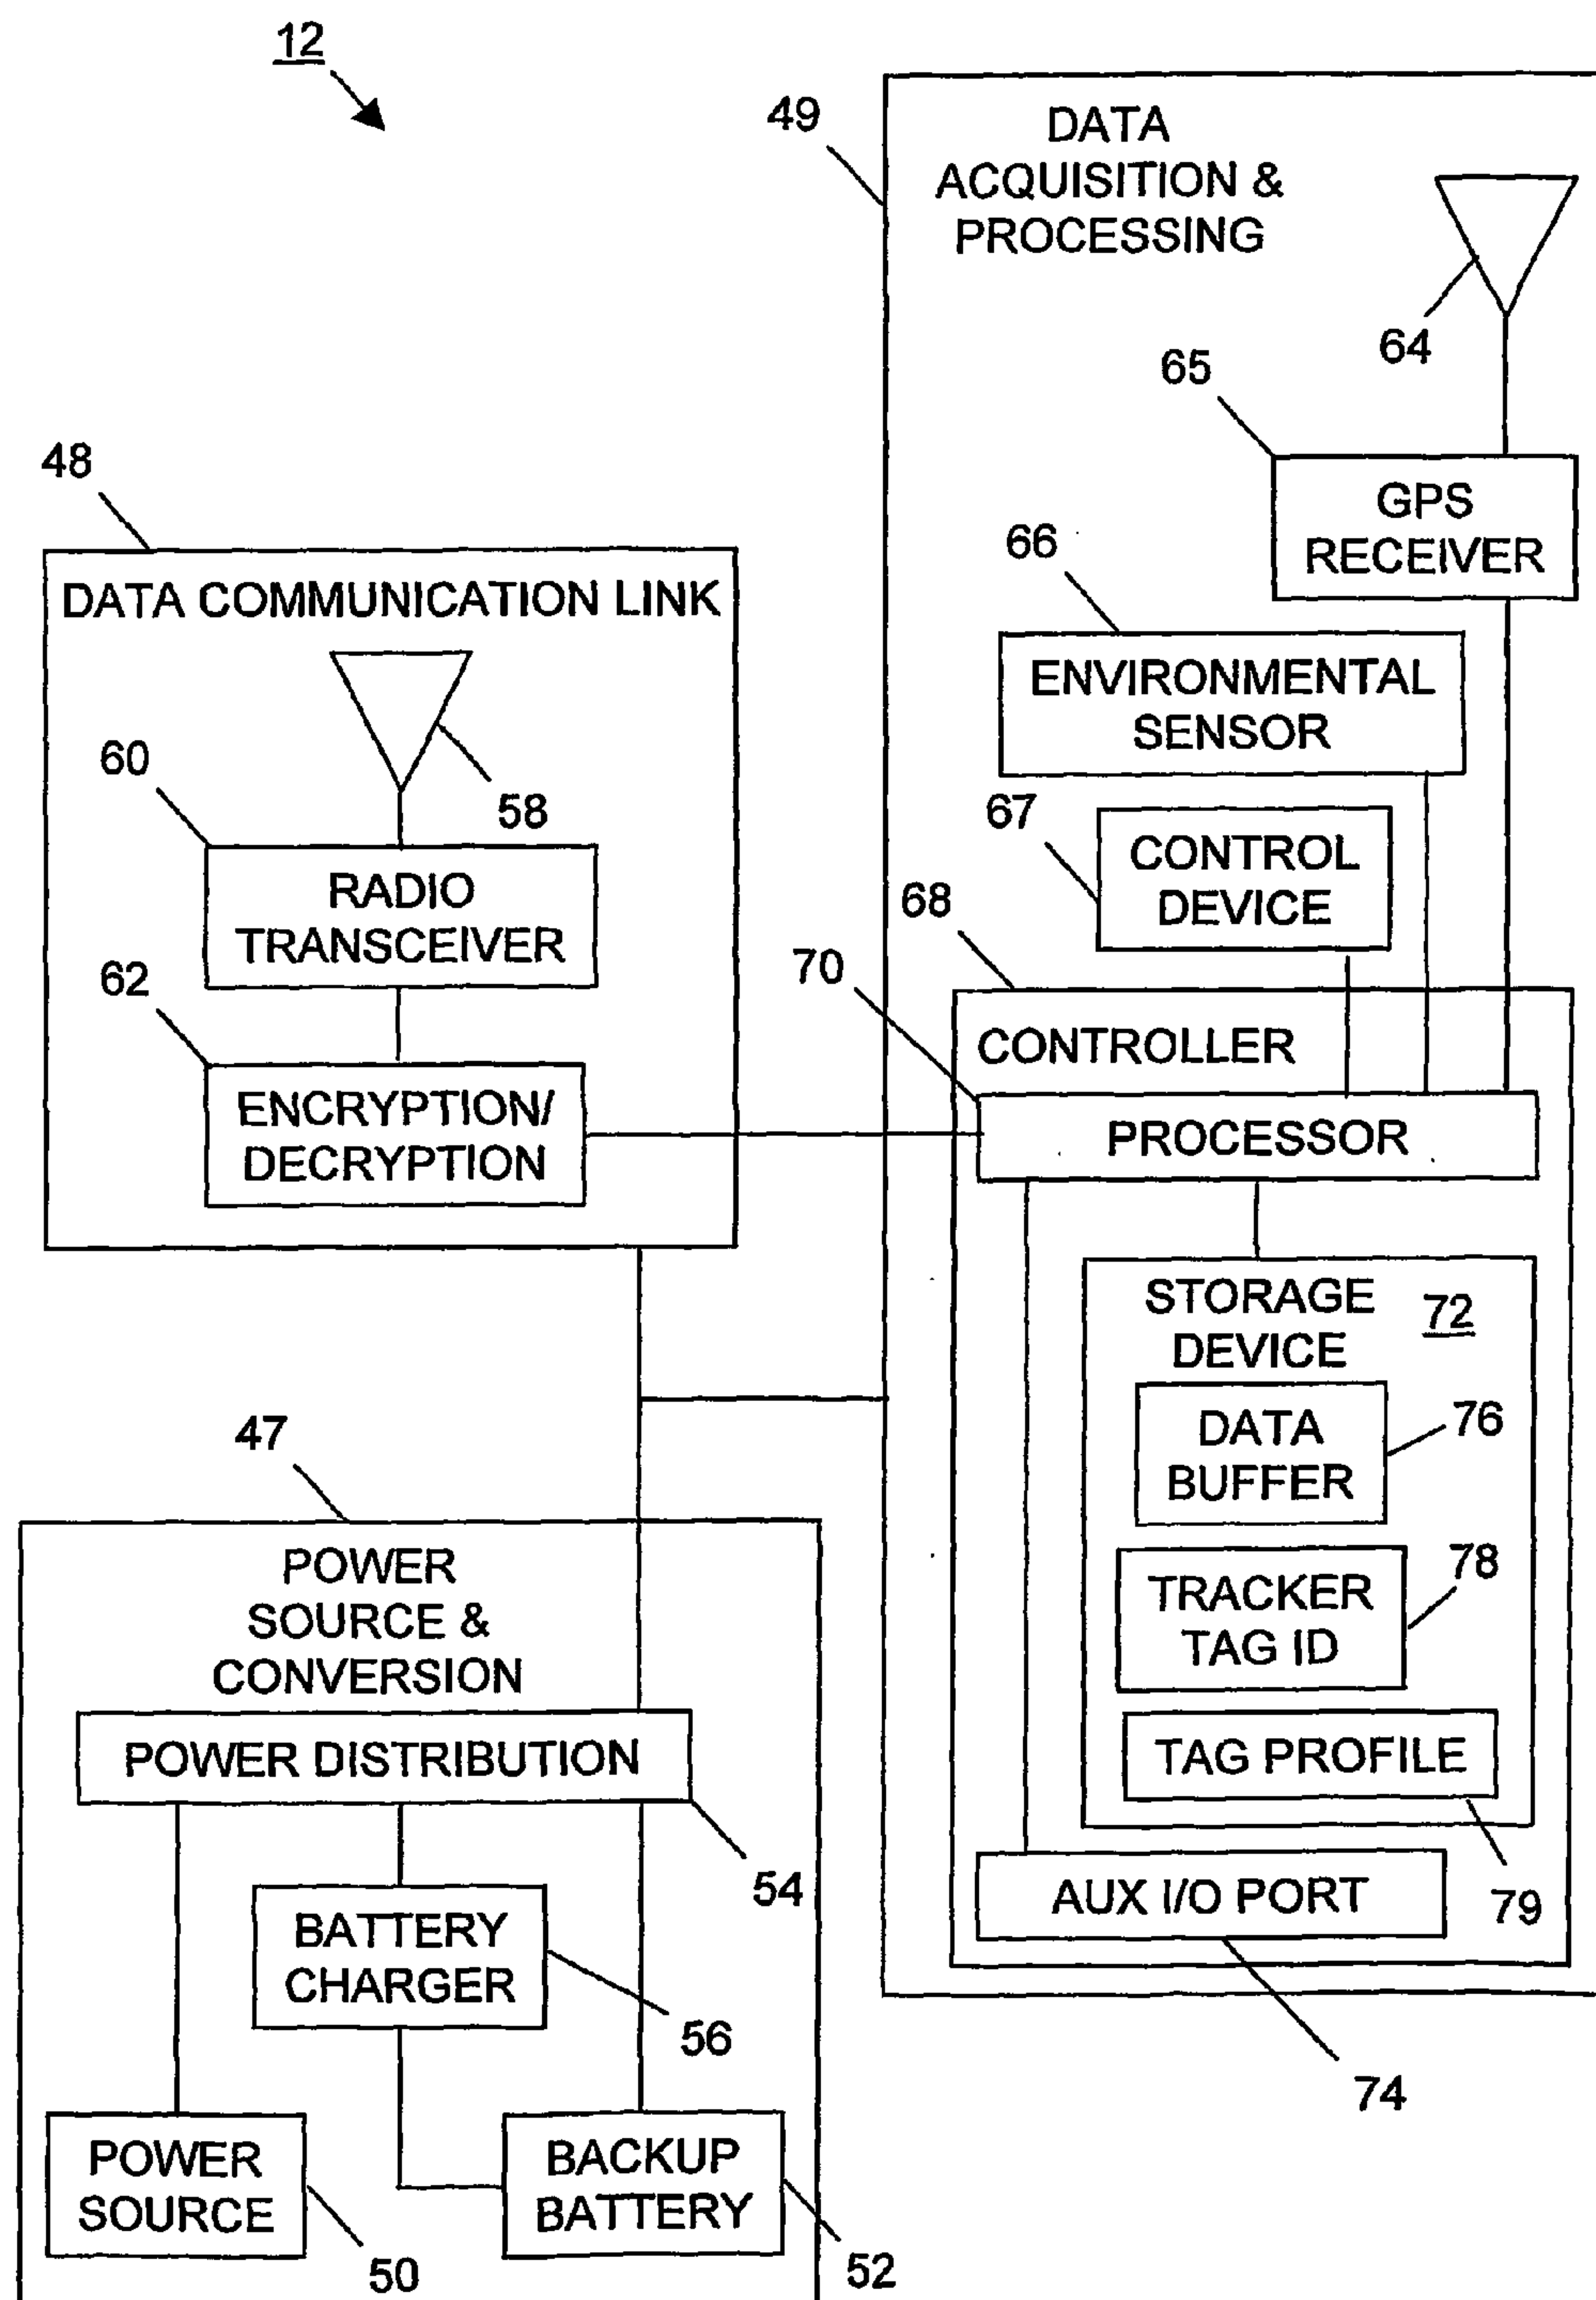 12
49
DATA
ACQUISITION &
PROCESSING
64
65
GPS
RECEIVER
48
DATA COMMUNICATION LINK
66
ENVIRONMENTAL
SENSOR
60
58
67
CONTROL
DEVICE
RADIO
TRANSCEIVER
68
62
70
CONTROLLER
ENCRYPTION/
DECRYPTION
PROCESSOR
STORAGE
DEVICE
72
DATA
BUFFER
76
47
TRACKER
TAG ID
78
POWER
SOURCE &
CONVERSION
TAG PROFILE
POWER DISTRIBUTION
54
79
AUX I/O PORT
BATTERY
CHARGER
56
74
POWER
SOURCE
BACKUP
BATTERY
50
52